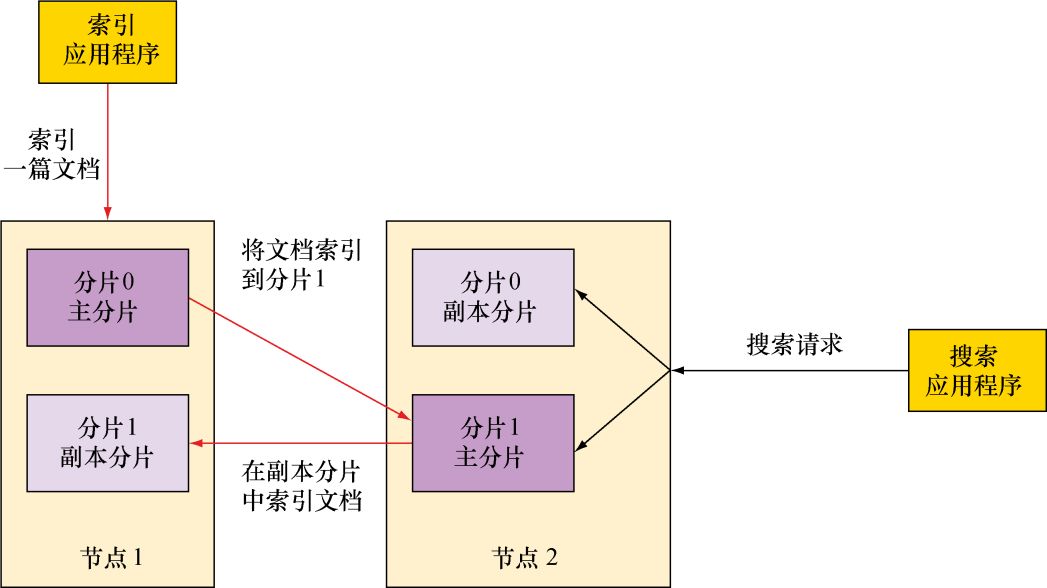 索引
应用程序
索引
一篇文档
分片0
主分片
分片1
副本分片
节点1
将文档索引
到分片1
在副本分片
中索引文档
分片0
副本分片
分片1
主分片
节点 2
搜索请求
搜索
应用程序